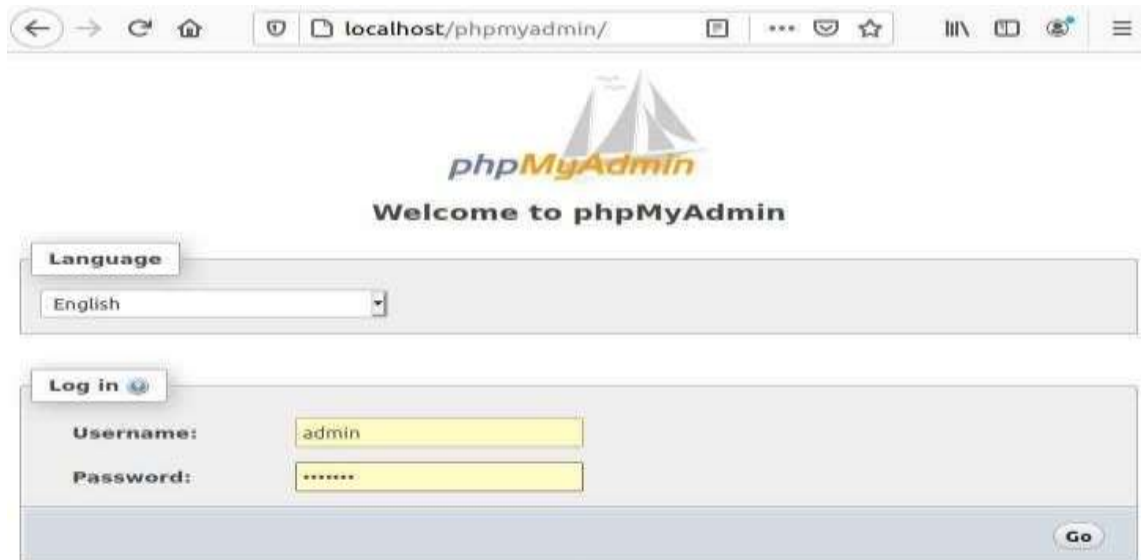 localhost/phpmyadmin/
phpMyAdmin
Welcome to phpMyAdmin
Language
English
Log in
Username: admin
Password: •••••••
Go